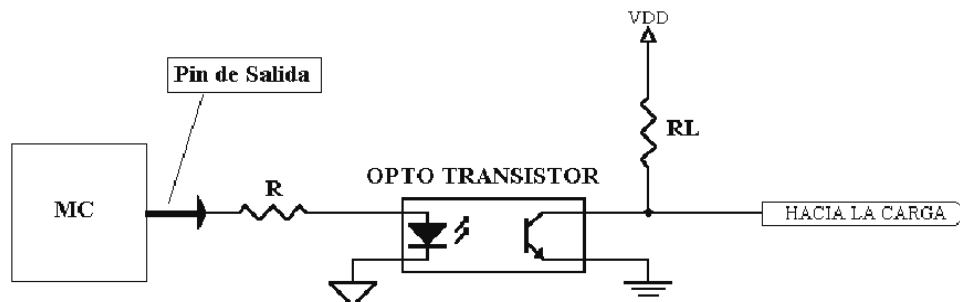 VDD
Pin de Salida
RL
OPTO TRANSISTOR
R
MC
HACIA LA CARGA